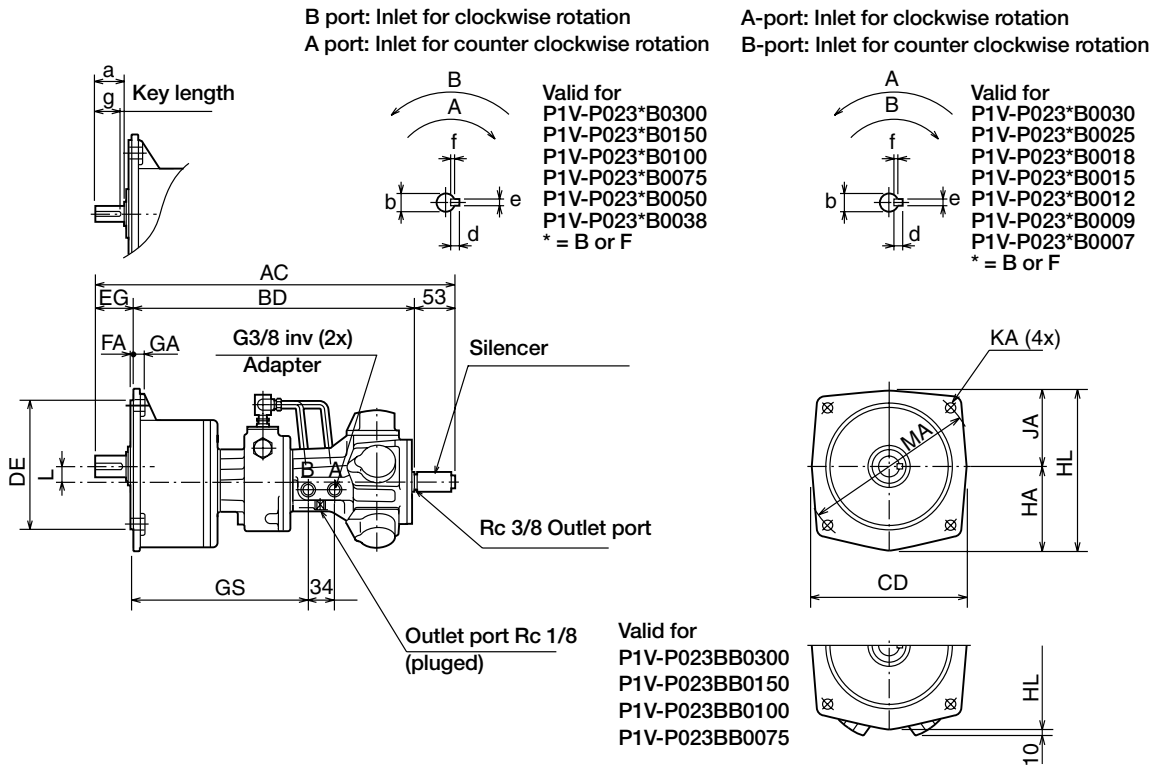 B port: Inlet for clockwise rotation
A port: Inlet for counter clockwise rotation
A-port: Inlet for clockwise rotation
B-port: Inlet for counter clockwise rotation
a
g
Key length
B
A
f
b
e
d
Valid for
P1V-P023*B0300
P1V-P023*B0150
P1V-P023*B0100
P1V-P023*B0075
P1V-P023*B0050
P1V-P023*B0038
* = B or F
A
B
f
b
e
d
Valid for
P1V-P023*B0030
P1V-P023*B0025
P1V-P023*B0018
P1V-P023*B0015
P1V-P023*B0012
P1V-P023*B0009
P1V-P023*B0007
* = B or F
AC
EG
BD
53
FA
GA
G3/8 inv (2x)
Adapter
Silencer
DE
L
B
A
Rc 3/8 Outlet port
GS
34
Outlet port Rc 1/8
(pluged)
KA (4x)
MA
JA
HA
HL
CD
Valid for
P1V-P023BB0300
P1V-P023BB0150
P1V-P023BB0100
P1V-P023BB0075
HL
10